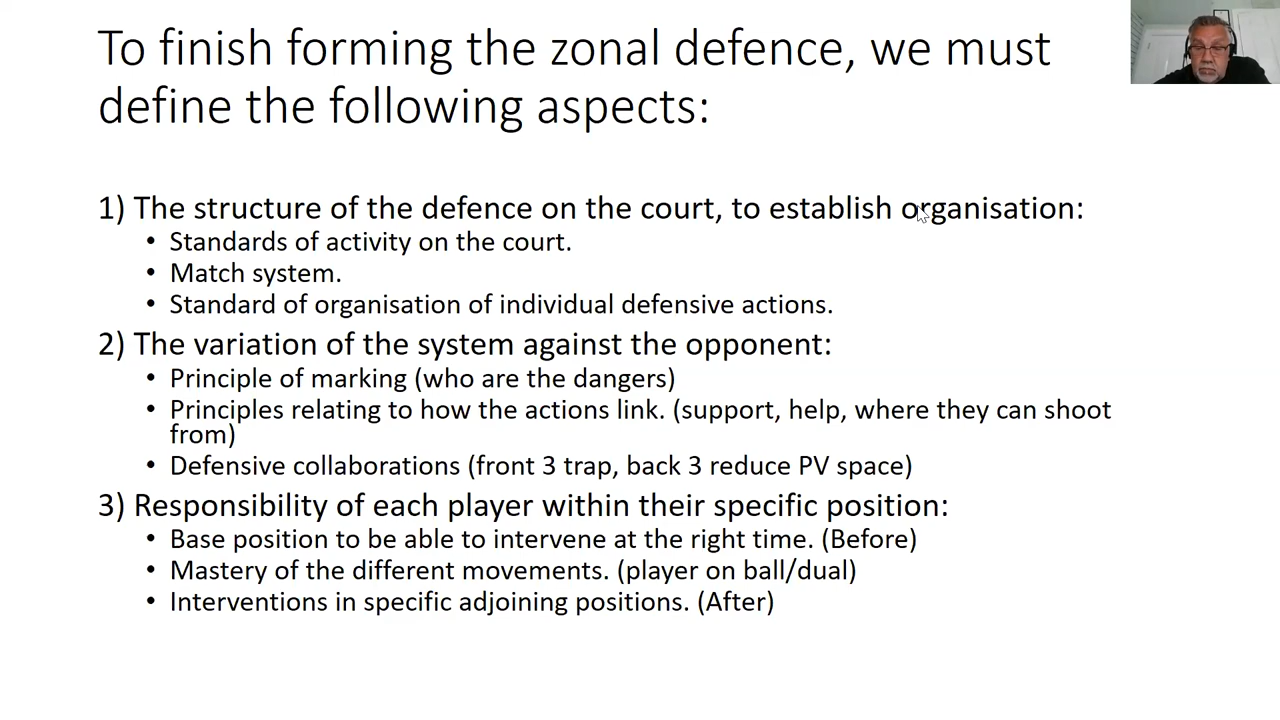 To finish forming the zonal defence, we must
define the following aspects:
1) The structure of the defence on the court, to establish organisation:
• Standards of activity on the court.
• Match system.
• Standard of organisation of individual defensive actions.
2) The variation of the system against the opponent:
• Principle of marking (who are the dangers)
• Principles relating to how the actions link. (support, help, where they can shoot
from)
• Defensive collaborations (front 3 trap, back 3 reduce PV space)
3) Responsibility of each player within their specific position:
• Base position to be able to intervene at the right time. (Before)
• Mastery of the different movements. (player on ball/dual)
• Interventions in specific adjoining positions. (After)